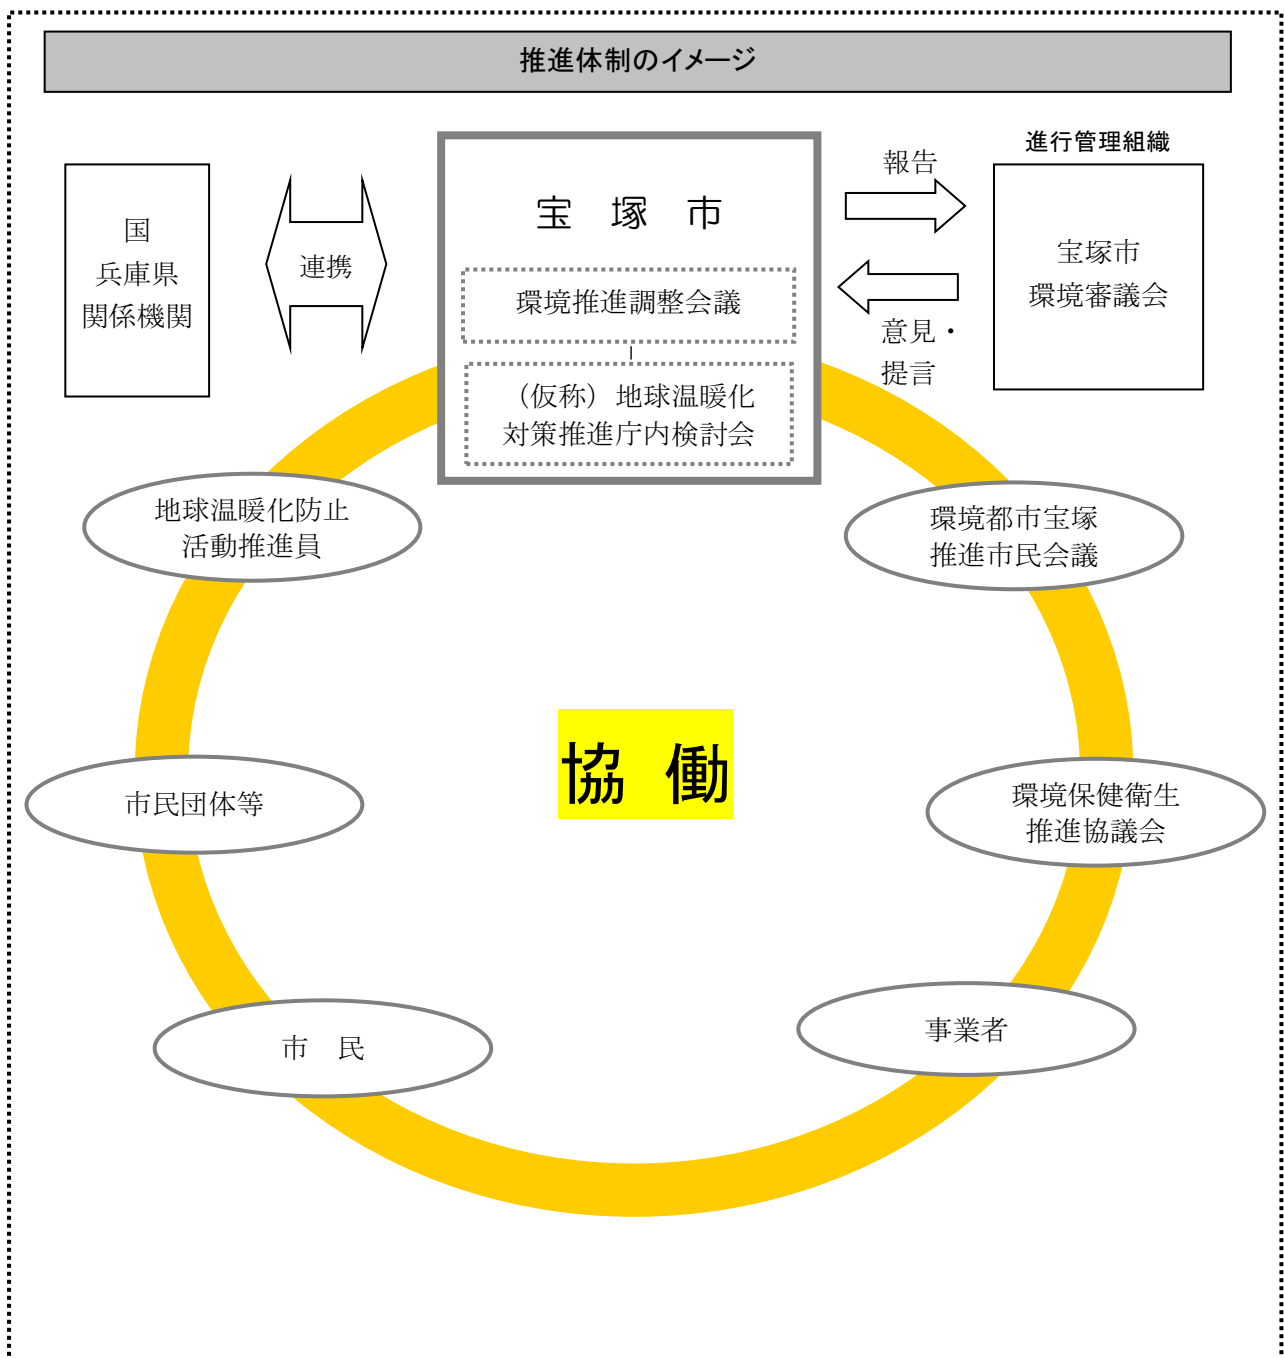 推進体制のイメージ
国
兵庫県
関係機関
連携
宝 塚 市
環境推進調整会議
(仮称)地球温暖化
対策推進庁内検討会
報告
意見・
提言
進行管理組織
宝塚市
環境審議会
地球温暖化防止
活動推進員
環境都市宝塚
推進市民会議
協 働
市民団体等
環境保健衛生
推進協議会
市 民
事業者